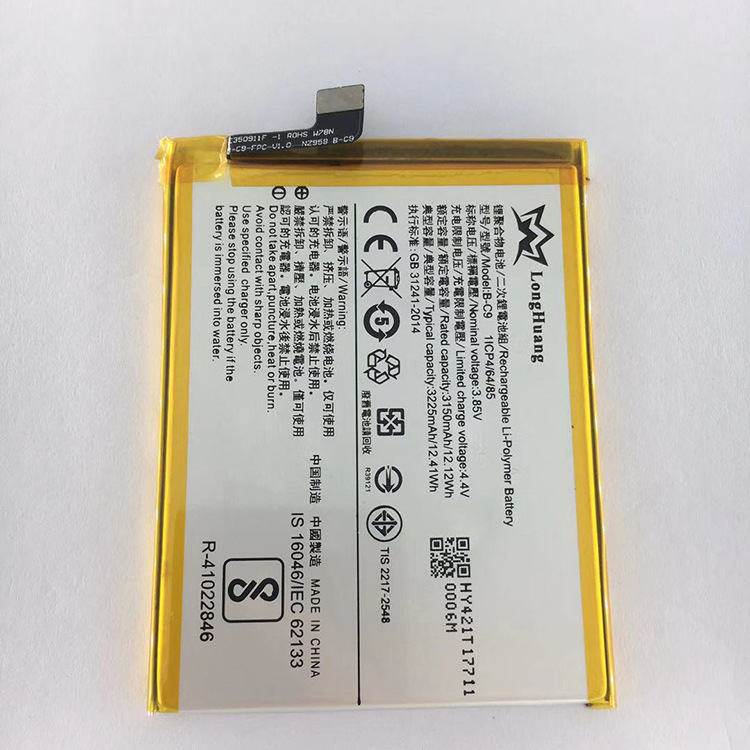 E350911F -1 ROHS W78N
B-C9-FPC-V1.0 NZ958 B-C9
LongHuang
锂聚合物电池/二次鋰電池組/Rechargeable Li-Polymer Battery
型号/型號/Model:B-C9 1ICP4/64/85
标称电压/標稱電壓/Nominal voltage:3.85V
充电限制电压/充電限制電壓/Limited charge voltage:4.4V
额定容量/額定電容量/Rated capacity:3150mAh/12.12Wh
典型容量/典型容量/Typical capacity:3225mAh/12.41Wh
执行标准:GB 31241-2014
HY421T17711
0006M
廢舊電池請回收
R39121
TIS 2217-2548
警示语/警示語/WARNING:
严禁拆卸、挤压、加热或燃烧电池。仅可使用
认可的充电器。电池浸水后禁止使用。
嚴禁拆卸、擠壓、加熱或燃燒電池。僅可使用
認可的充電器。電池浸水後禁止使用。
Do not take apart,puncture,heat or burn.
Avoid contact with sharp objects.
Use specified charger only.
Please stop using if the
battery is immersed into water.
中国制造 中國製造 MADE IN CHINA
IS 16046/IEC 62133
R-41022846